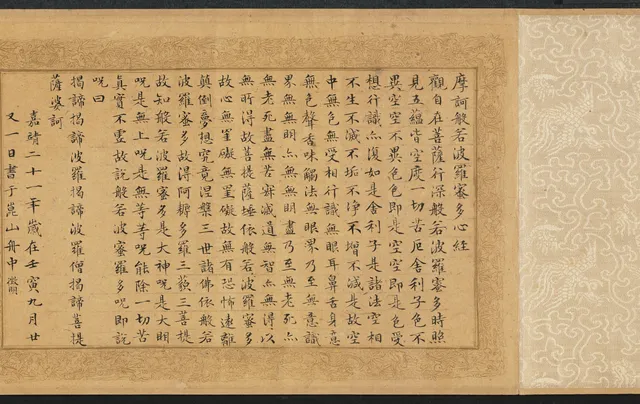 摩訶般若波羅蜜多心經
觀自在菩薩行深般若波羅蜜多時照
見五蘊皆空度一切苦厄舍利子色不
異空空不異色色即是空空即是色受
想行識亦復如是舍利子是諸法空相
不生不滅不垢不淨不增不減是故空
中無色無受相行識無眼耳鼻舌身意
無色聲香味觸法無眼界乃至無意識
界無無明亦無無明盡乃至無老死亦
無老死盡無苦寂滅道無智亦無得以
無所得故菩提薩埵依般若波羅蜜多
故心無罣礙無罣礙故無有恐怖遠離
顛倒夢想究竟涅槃三世諸佛依般若
波羅蜜多故得阿耨多羅三藐三菩提
故知般若波羅蜜多是大神呪是大明
呪是無上呪是無等等呪能除一切苦
真實不虛故說般若波蜜羅多呪即說
呪曰
揭諦揭諦波羅揭諦波羅僧揭諦菩提
薩婆訶
嘉靖二十一年歲在壬寅九月廿
又一日書于崑山舟中 徵明